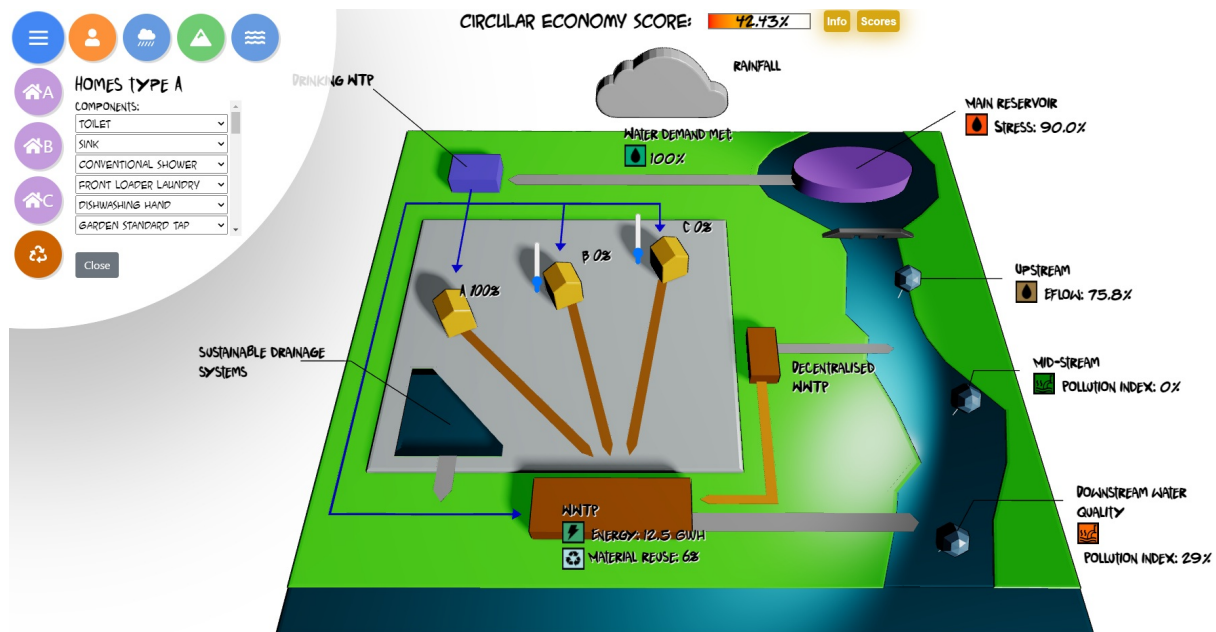 CIRCULAR ECONOMY SCORE: 42.43% Info Scores
HOMES TYPE A
COMPONENTS:
TOILET
SINK
CONVENTIONAL SHOWER
FRONT LOADER LAUNDRY
DISHWASHING HAND
GARDEN STANDARD TAP
Close
A
B
C
DRINKING WTP
RAINFALL
WATER DEMAND MET:
100%
MAIN RESERVOIR
STRESS: 90.0%
A 100%
B 0%
C 0%
UPSTREAM
EFLOW: 75.8%
SUSTAINABLE DRAINAGE
SYSTEMS
DECENTRALISED
WWTP
MID-STREAM
POLLUTION INDEX: 0%
WWTP
ENERGY: 12.5 GWH
MATERIAL REUSE: 6%
DOWNSTREAM WATER
QUALITY
POLLUTION INDEX: 29%